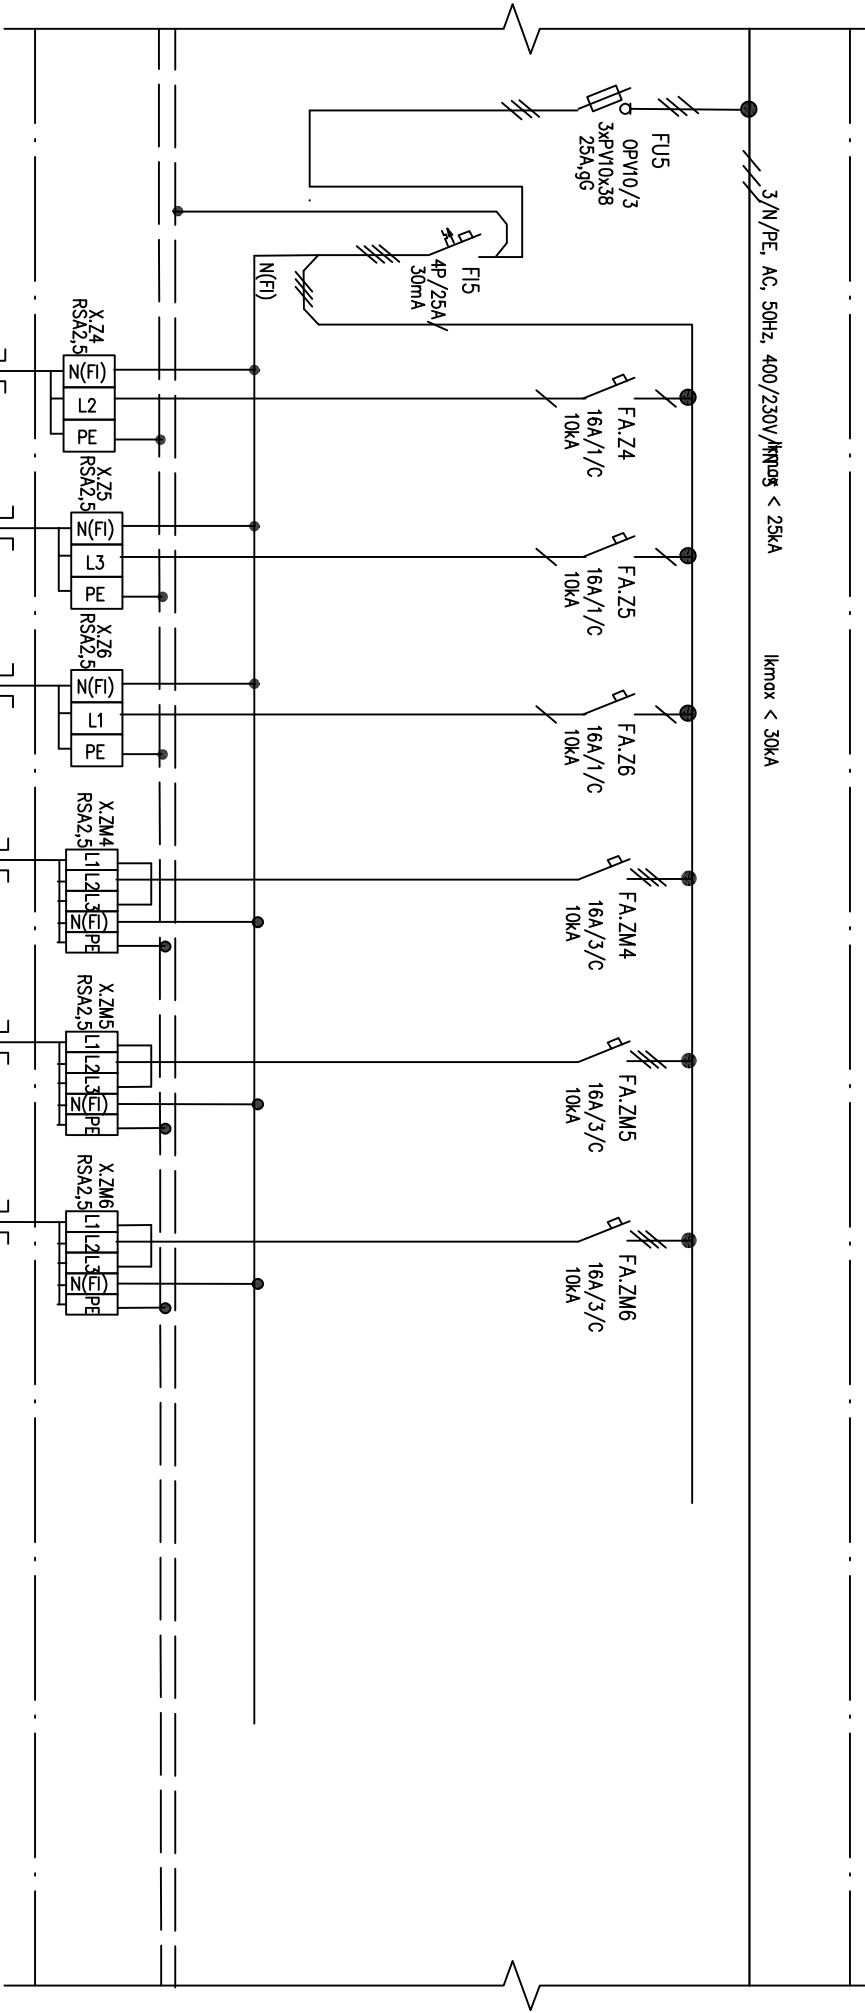 3/N/PE, AC, 50Hz, 400/230V/TN-S
Ikmax < 25kA
Ikmax < 30kA
FU5
OPV10/3
3xPV10x38
25A,gG
FI5
4P/25A
30mA
N(FI)
FA.Z4
16A/1/C
10kA
FA.Z5
16A/1/C
10kA
FA.Z6
16A/1/C
10kA
FA.ZM4
16A/3/C
10kA
FA.ZM5
16A/3/C
10kA
FA.ZM6
16A/3/C
10kA
X.Z4
RSA2,5
N(FI)
L2
PE
X.Z5
RSA2,5
N(FI)
L3
PE
X.Z6
RSA2,5
N(FI)
L1
PE
X.ZM4
RSA2,5
L1
L2
L3
N(FI)
PE
X.ZM5
RSA2,5
L1
L2
L3
N(FI)
PE
X.ZM6
RSA2,5
L1
L2
L3
N(FI)
PE